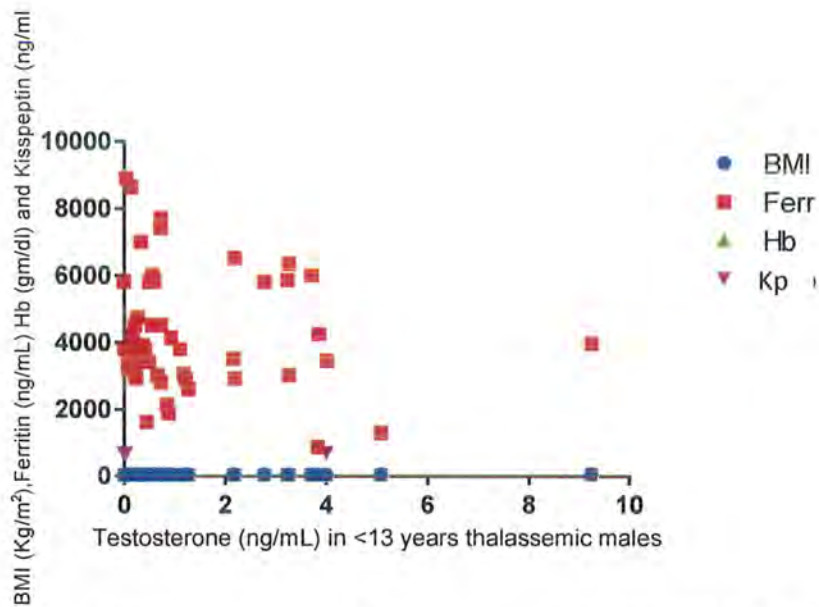 BMI (Kg/m²),Ferritin (ng/mL) Hb (gm/dl) and Kisspeptin (ng/ml
10000
8000
6000
4000
2000
0
0 2 4 6 8 10
Testosterone (ng/mL) in <13 years thalassemic males
BMI
Ferr
Hb
Kp